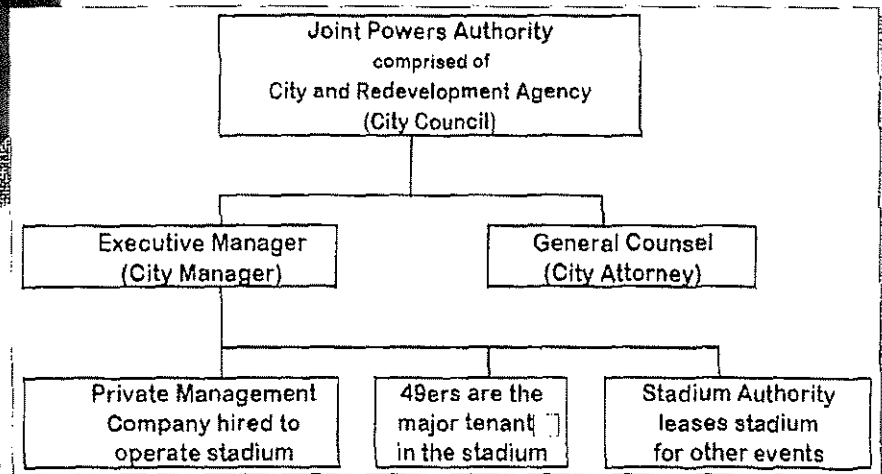 Joint Powers Authority
comprised of
City and Redevelopment Agency
(City Council)
Executive Manager
(City Manager)
General Counsel
(City Attorney)
Private Management
Company hired to
operate stadium
49ers are the
major tenant
in the stadium
Stadium Authority
leases stadium
for other events